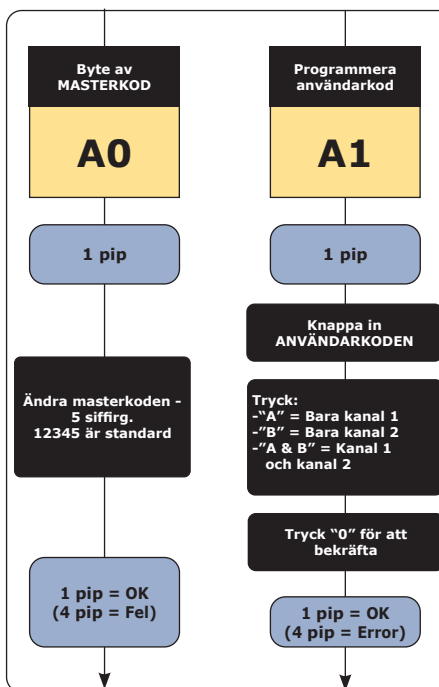 Byte av
MASTERKOD
A0
1 pip
Ändra masterkoden -
5 siffirg.
12345 är standard
1 pip = OK
(4 pip = Fel)
Programmera
användarkod
A1
1 pip
Knappa in
ANVÄNDARKODEN
Tryck:
-“A” = Bara kanal 1
-”B” = Bara kanal 2
-”A & B” = Kanal 1
och kanal 2
Tryck “0” för att
bekräfta
1 pip = OK
(4 pip = Error)